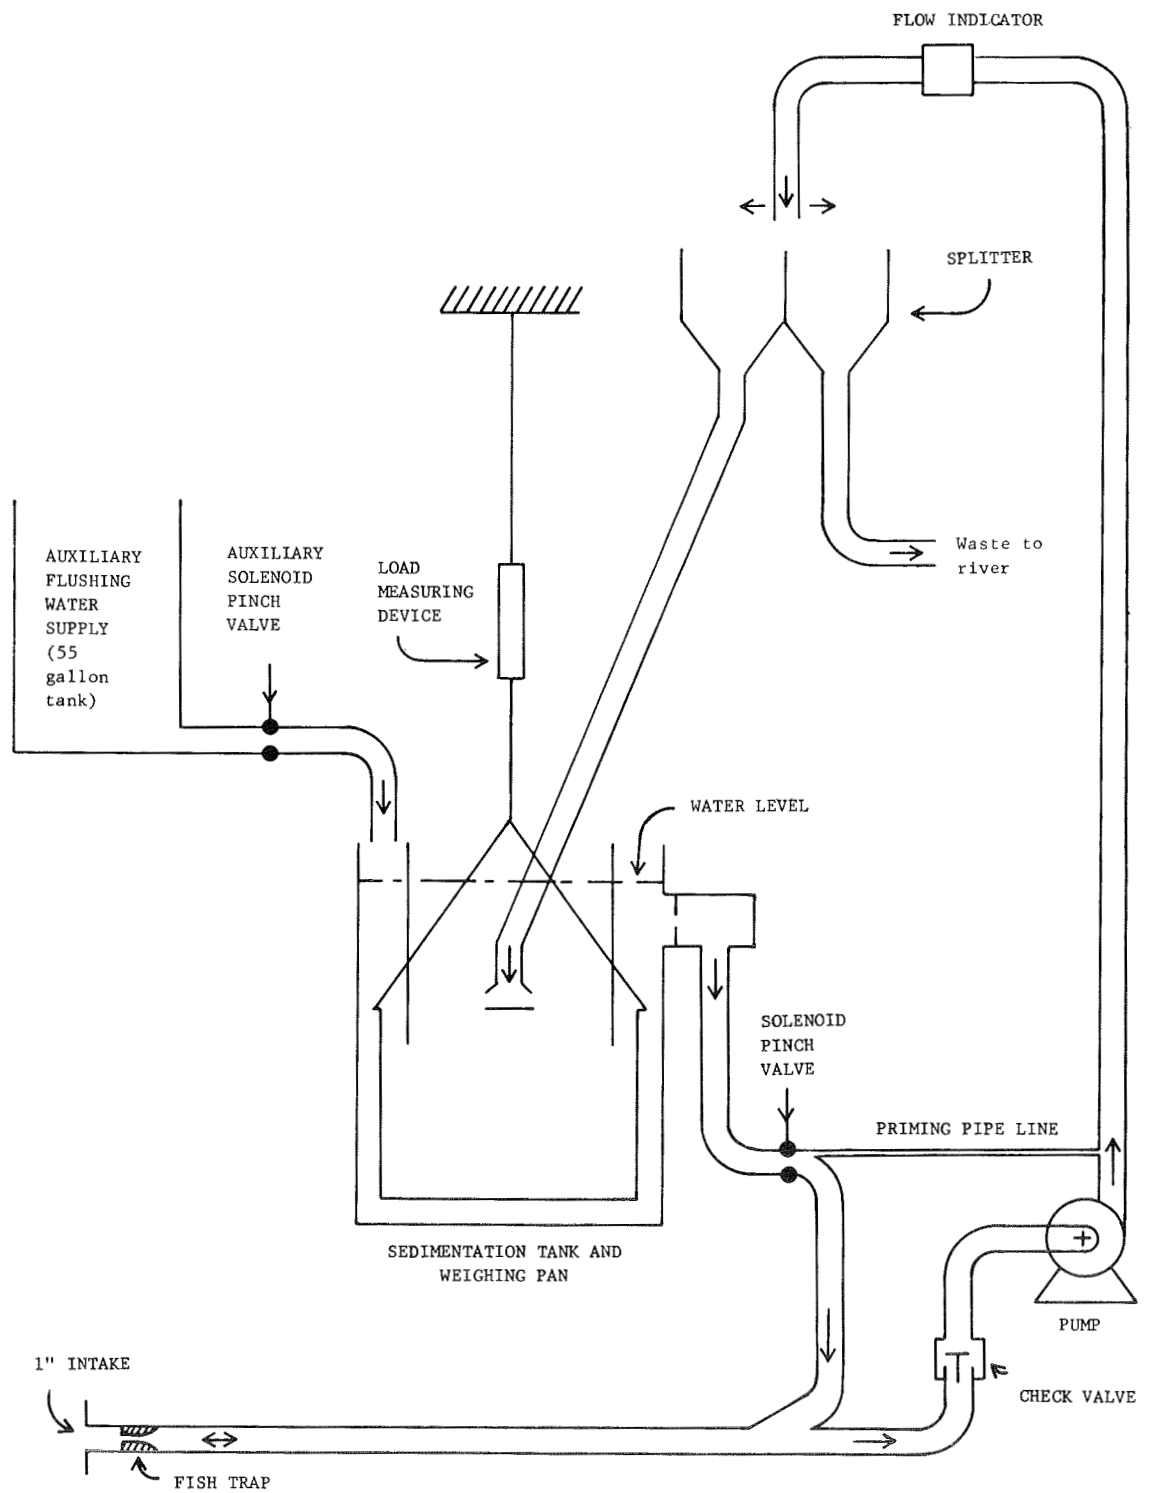 FLOW INDICATOR
SPLITTER
Waste to
river
AUXILIARY
FLUSHING
WATER
SUPPLY
(55
gallon
tank)
AUXILIARY
SOLENOID
PINCH
VALVE
LOAD
MEASURING
DEVICE
WATER LEVEL
SOLENOID
PINCH
VALVE
PRIMING PIPE LINE
SEDIMENTATION TANK AND
WEIGHING PAN
PUMP
1" INTAKE
CHECK VALVE
FISH TRAP